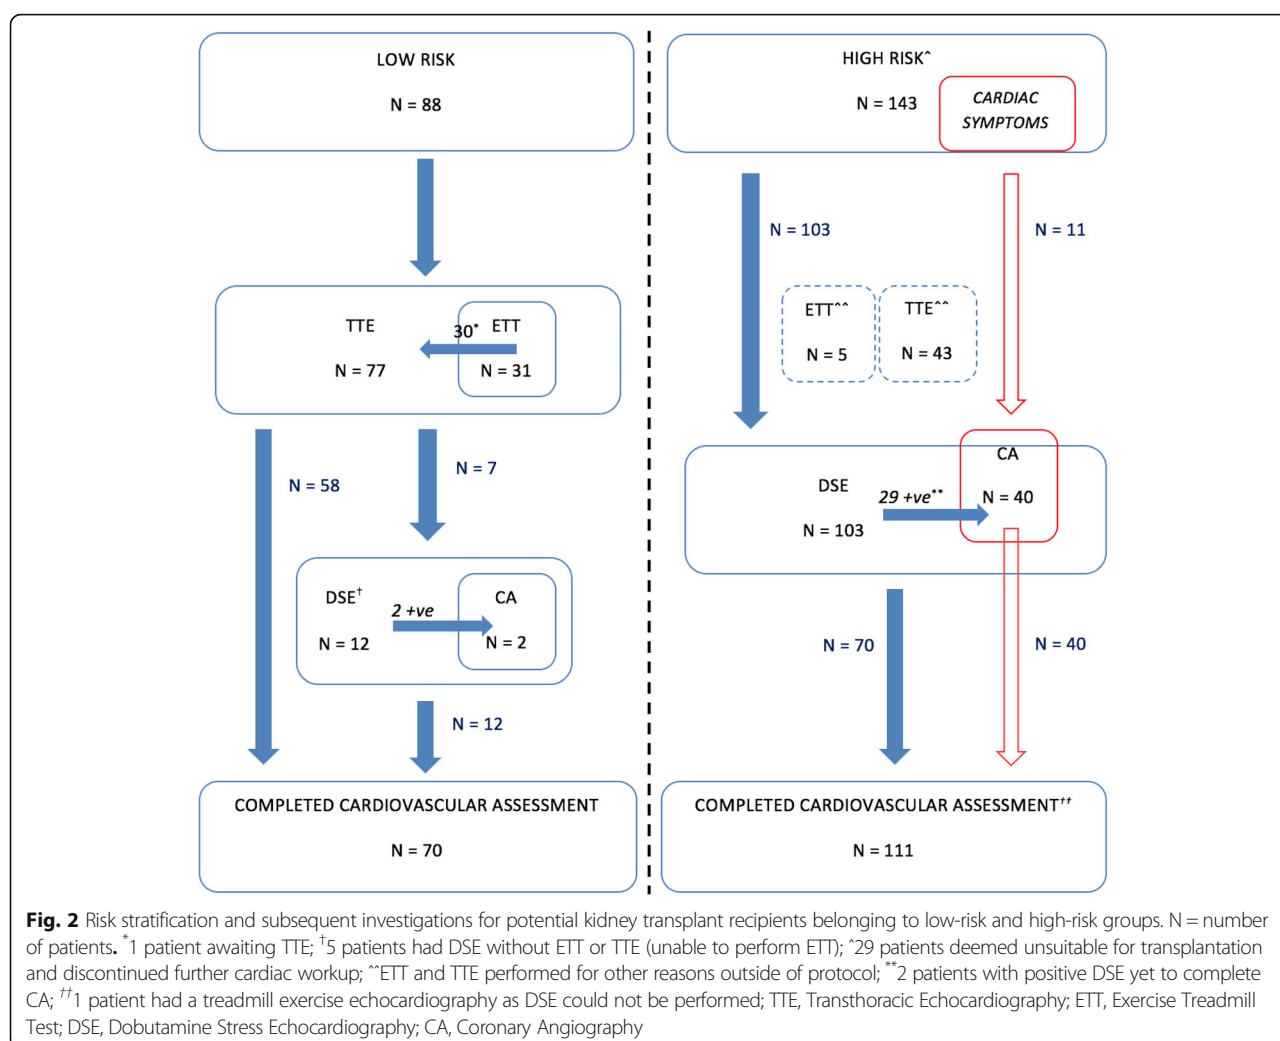 LOW RISK
N = 88
TTE
N = 77
30*
ETT
N = 31
N = 58
N = 7
DSE†
N = 12
2 +ve
CA
N = 2
N = 12
COMPLETED CARDIOVASCULAR ASSESSMENT
N = 70
HIGH RISK^
N = 143
CARDIAC
SYMPTOMS
N = 103
N = 11
ETT^^
N = 5
TTE^^
N = 43
DSE
N = 103
29 +ve**
CA
N = 40
N = 70
N = 40
COMPLETED CARDIOVASCULAR ASSESSMENT††
N = 111
Fig. 2 Risk stratification and subsequent investigations for potential kidney transplant recipients belonging to low-risk and high-risk groups. N = number
of patients. *1 patient awaiting TTE; †5 patients had DSE without ETT or TTE (unable to perform ETT); ^29 patients deemed unsuitable for transplantation
and discontinued further cardiac workup; ^^ETT and TTE performed for other reasons outside of protocol; **2 patients with positive DSE yet to complete
CA; ††1 patient had a treadmill exercise echocardiography as DSE could not be performed; TTE, Transthoracic Echocardiography; ETT, Exercise Treadmill
Test; DSE, Dobutamine Stress Echocardiography; CA, Coronary Angiography